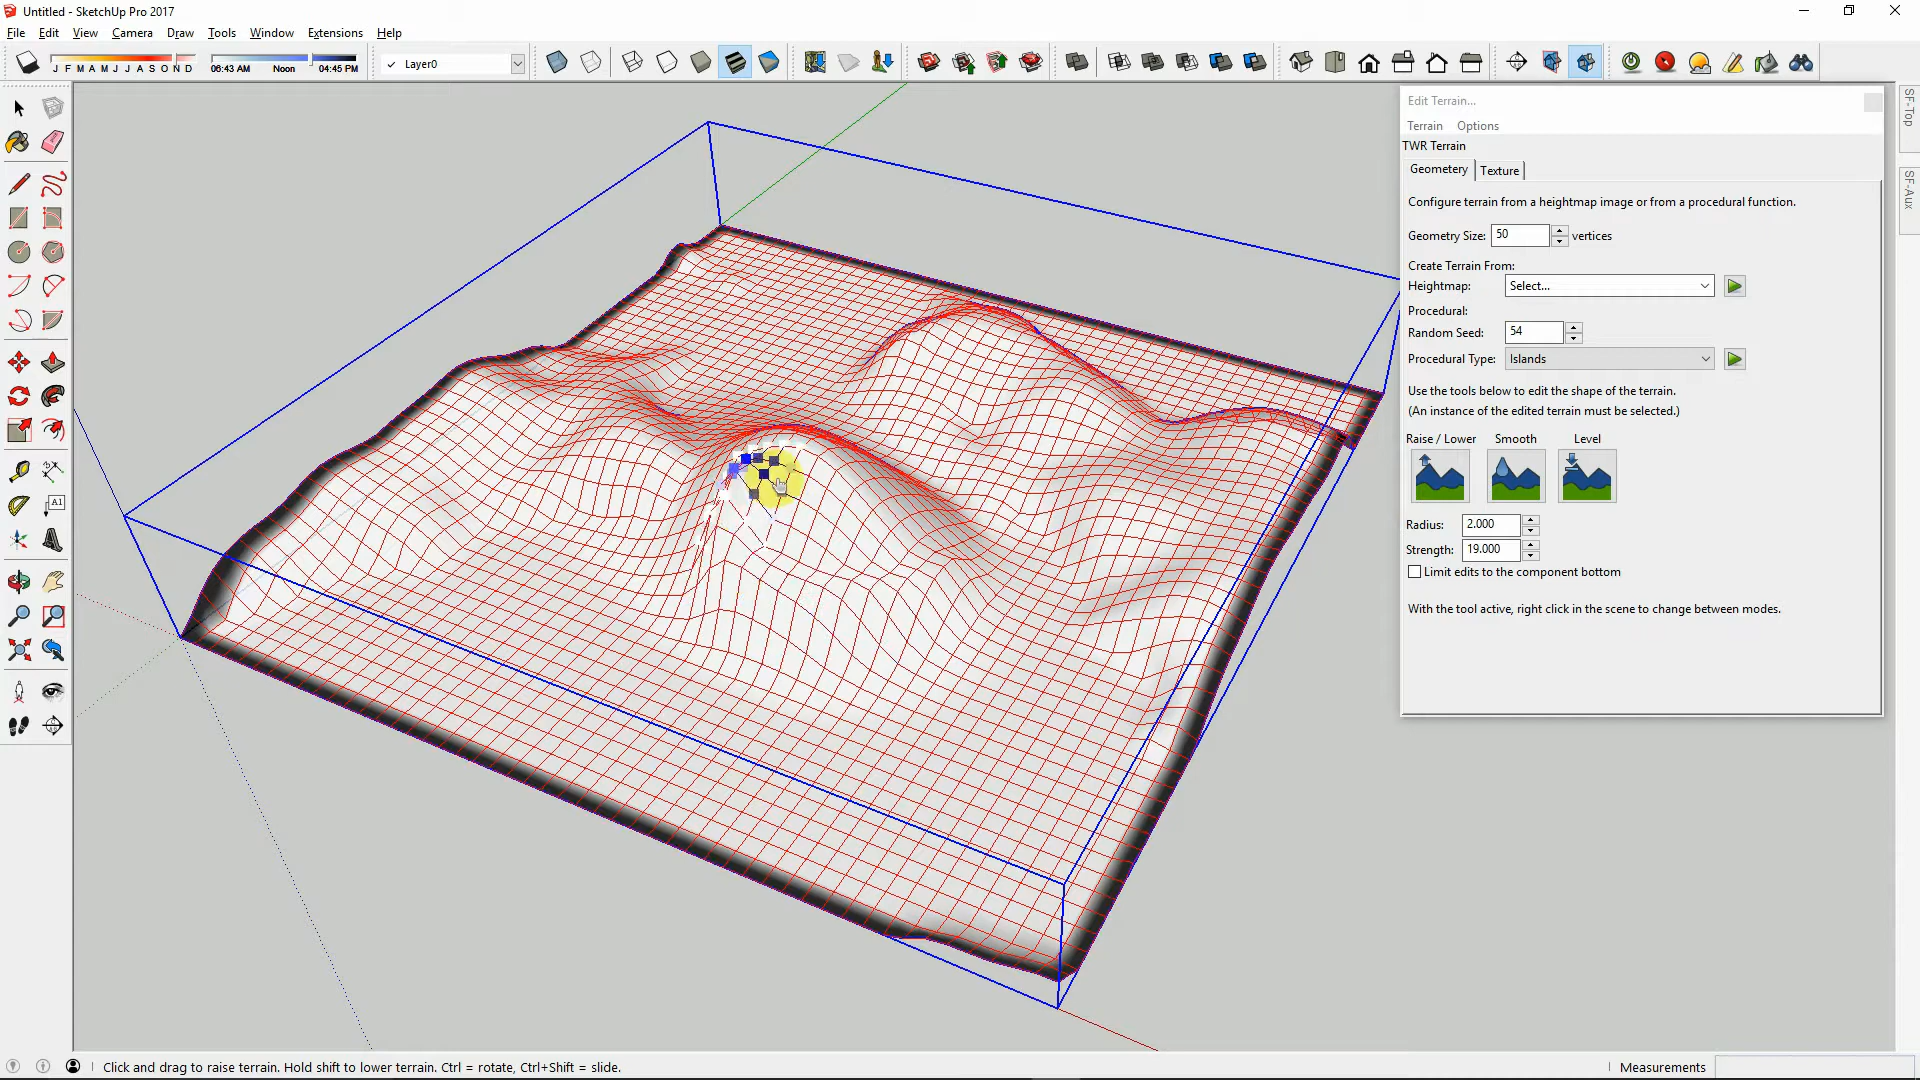 Untitled - SketchUp Pro 2017
File Edit View Camera Draw Tools Window Extensions Help
J F M A M J J A S O N D
06:43 AM Noon 04:45 PM
✓ Layer0
SF-Top
SF-Aux
Edit Terrain...
Terrain Options
TWR Terrain
Geometery Texture
Configure terrain from a heightmap image or from a procedural function.
Geometry Size: 50 vertices
Create Terrain From:
Heightmap: Select...
Procedural:
Random Seed: 54
Procedural Type: Islands
Use the tools below to edit the shape of the terrain.
(An instance of the edited terrain must be selected.)
Raise / Lower Smooth Level
Radius: 2.000
Strength: 19.000
Limit edits to the component bottom
With the tool active, right click in the scene to change between modes.
A1
Click and drag to raise terrain. Hold shift to lower terrain. Ctrl = rotate, Ctrl+Shift = slide.
Measurements